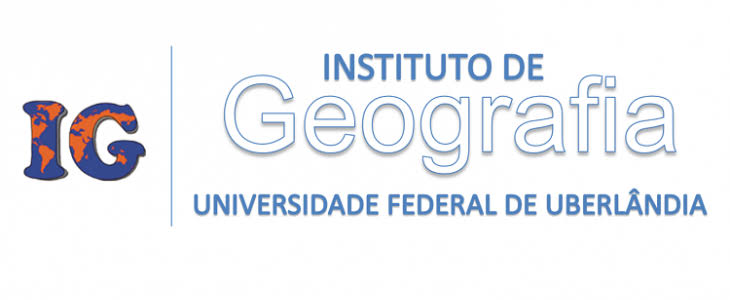 IG
INSTITUTO DE
Geografia
UNIVERSIDADE FEDERAL DE UBERLÂNDIA